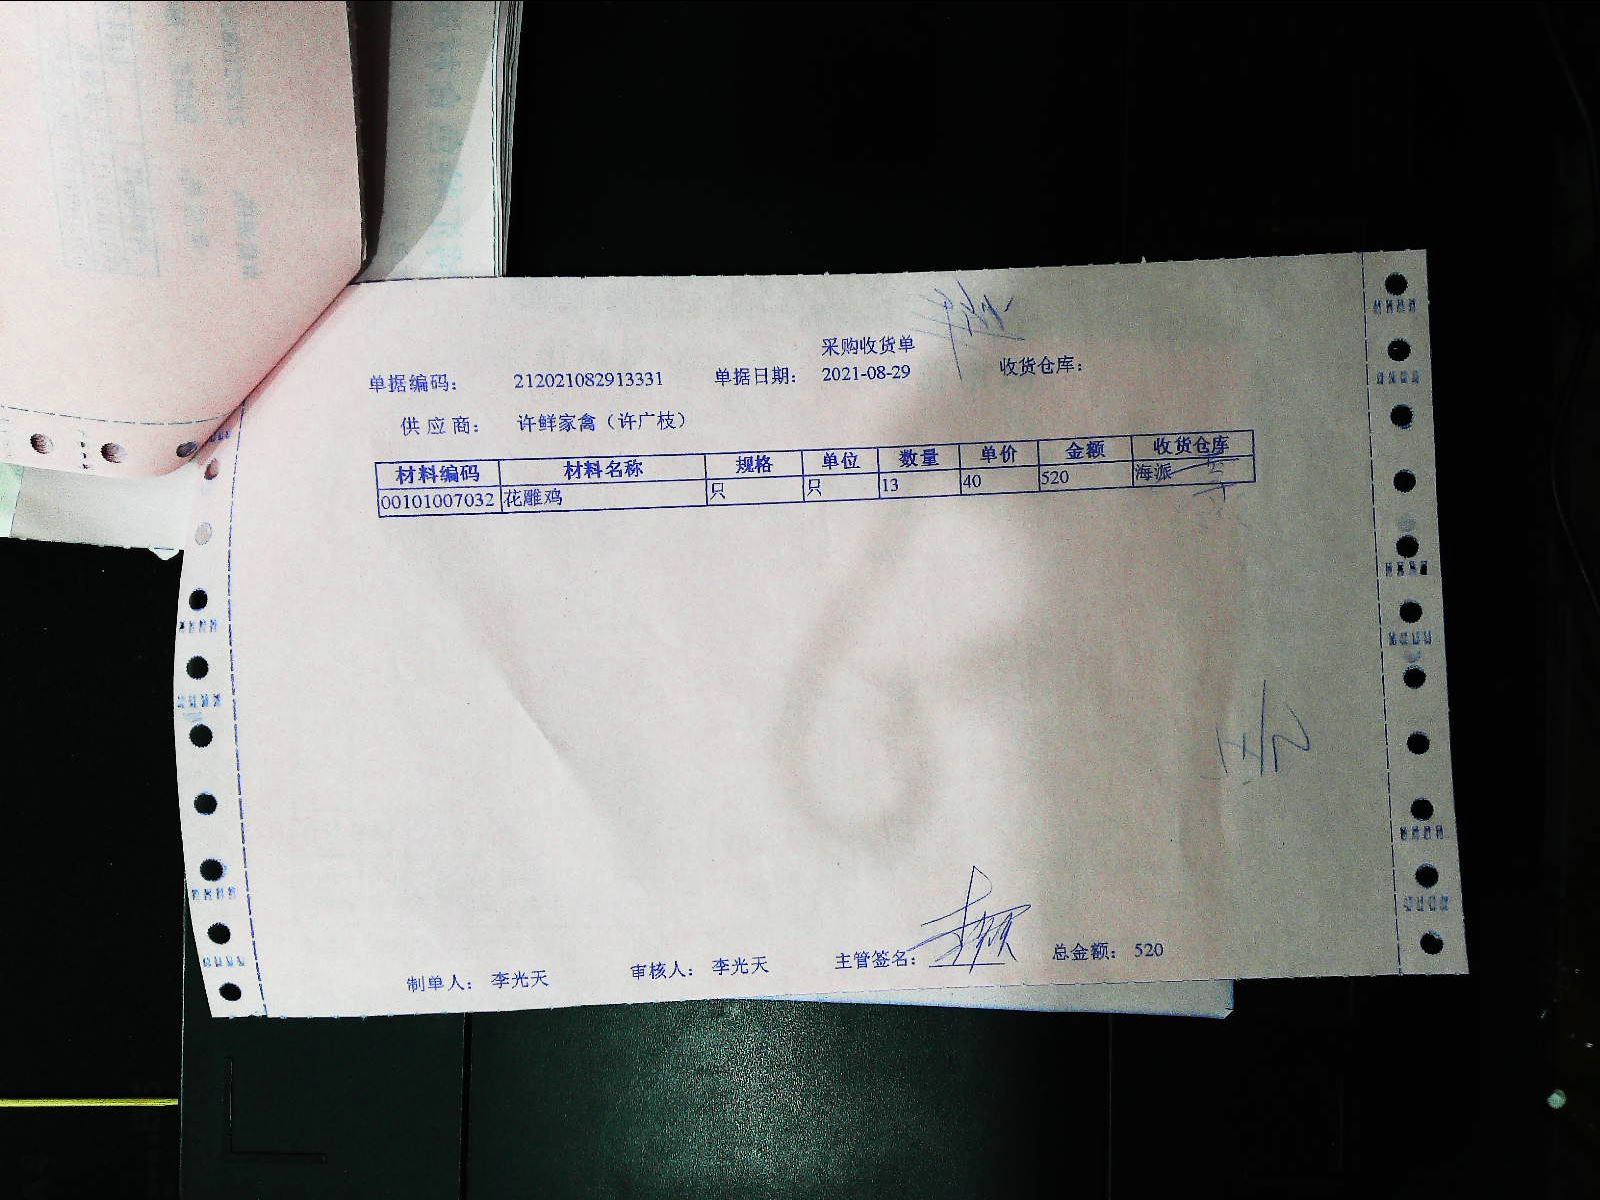 采购收货单
单据编码： 212021082913331 单据日期： 2021-08-29 收货仓库：
供应商： 许鲜家禽（许广枝）
材料编码 材料名称 规格 单位 数量 单价 金额 收货仓库
00101007032 花雕鸡 只 只 13 40 520 海派
制单人： 李光天 审核人： 李光天 主管签名： 总金额： 520